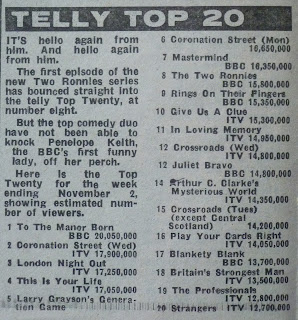 TELLY TOP 20
IT'S hello again from
him. And hello again
from him.
The first episode of the
new Two Ronnies series
has bounced straight into
the telly Top Twenty, at
number eight.
But the top comedy duo
have not been able to
knock Penelope Keith,
the BBC's first funny
lady, off her perch.
Here is the Top
Twenty for the week
ending November 2,
showing estimated num-
ber of viewers.
1 To The Manor Born
BBC 20,050,000
2 Coronation Street (Wed)
ITV 17,900,000
3 London Night Out
ITV 17,250,000
4 This Is Your Life
ITV 17,050,000
5 Larry Grayson's Genera-
tion Game
6 Coronation Street (Mon)
16,650,000
7 Mastermind
BBC 16,350,000
8 The Two Ronnies
BBC 15,800,000
9 Rings On Their Fingers
BBC 15,350,000
10 Give Us A Clue
ITV 15,300,000
11 In Loving Memory
ITV 14,950,000
12 Crossroads (Wed)
ITV 14,800,000
12 Juliet Bravo
BBC 14,800,000
14 Arthur C. Clarke's
Mysterious World
ITV 14,350,000
15 Crossroads (Tues)
(except Central
Scotland) 14,200,000
16 Play Your Cards Right
ITV 14,050,000
17 Blankety Blank
BBC 13,700,000
18 Britain's Strongest Man
ITV 13,500,000
19 The Professionals
ITV 12,800,000
20 Strangers ITV 12,700,000